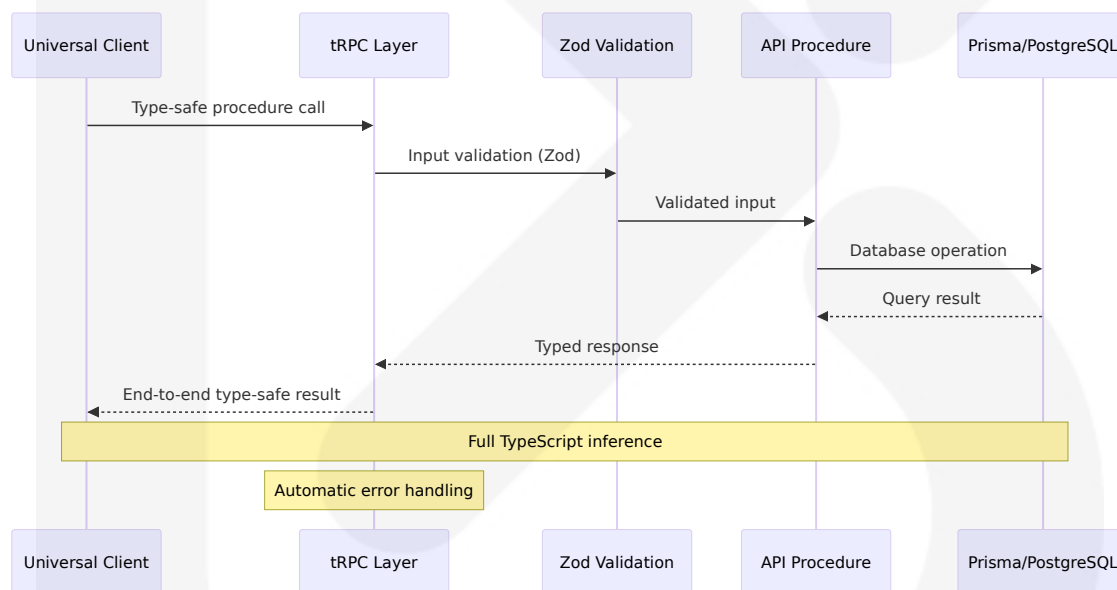 Universal Client
tRPC Layer
Zod Validation
API Procedure
Prisma/PostgreSQL
Type-safe procedure call
Input validation (Zod)
Validated input
Database operation
Query result
Typed response
End-to-end type-safe result
Full TypeScript inference
Automatic error handling
Universal Client
tRPC Layer
Zod Validation
API Procedure
Prisma/PostgreSQL